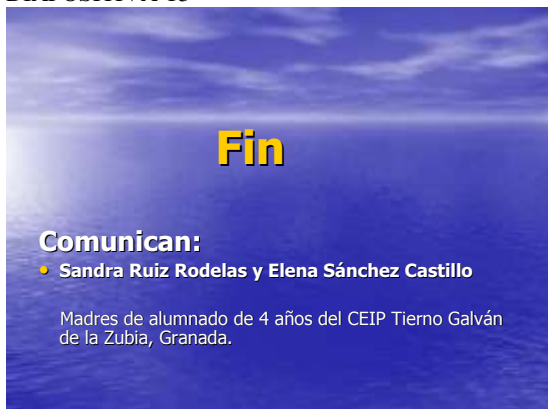 Fin
Comunican:
• Sandra Ruiz Rodelas y Elena Sánchez Castillo
Madres de alumnado de 4 años del CEIP Tierno Galván
de la Zubia, Granada.